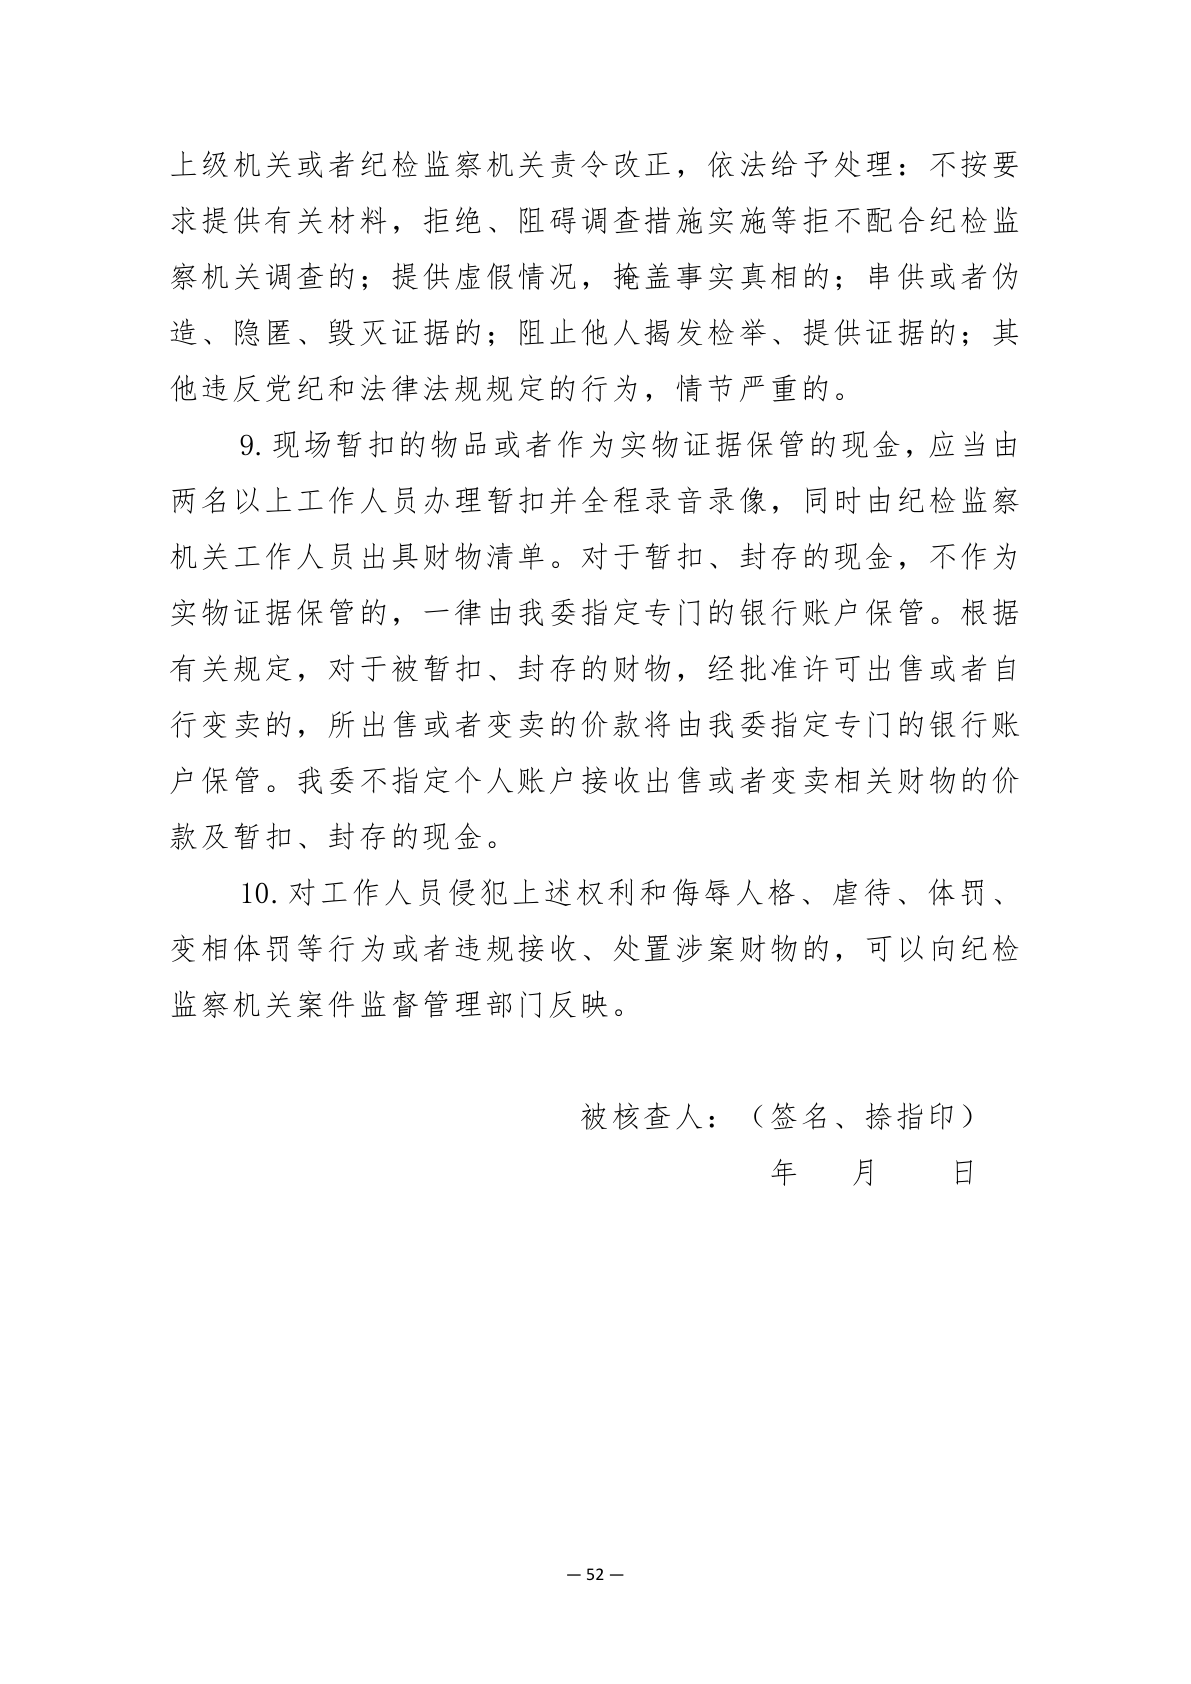 上级机关或者纪检监察机关责令改正，依法给予处理：不按要
求提供有关材料，拒绝、阻碍调查措施实施等拒不配合纪检监
察机关调查的；提供虚假情况，掩盖事实真相的；串供或者伪
造、隐匿、毁灭证据的；阻止他人揭发检举、提供证据的；其
他违反党纪和法律法规规定的行为，情节严重的。
9.现场暂扣的物品或者作为实物证据保管的现金，应当由
两名以上工作人员办理暂扣并全程录音录像，同时由纪检监察
机关工作人员出具财物清单。对于暂扣、封存的现金，不作为
实物证据保管的，一律由我委指定专门的银行账户保管。根据
有关规定，对于被暂扣、封存的财物，经批准许可出售或者自
行变卖的，所出售或者变卖的价款将由我委指定专门的银行账
户保管。我委不指定个人账户接收出售或者变卖相关财物的价
款及暂扣、封存的现金。
10.对工作人员侵犯上述权利和侮辱人格、虐待、体罚、
变相体罚等行为或者违规接收、处置涉案财物的，可以向纪检
监察机关案件监督管理部门反映。
被核查人：（签名、捺指印）
年 月 日
— 52 —